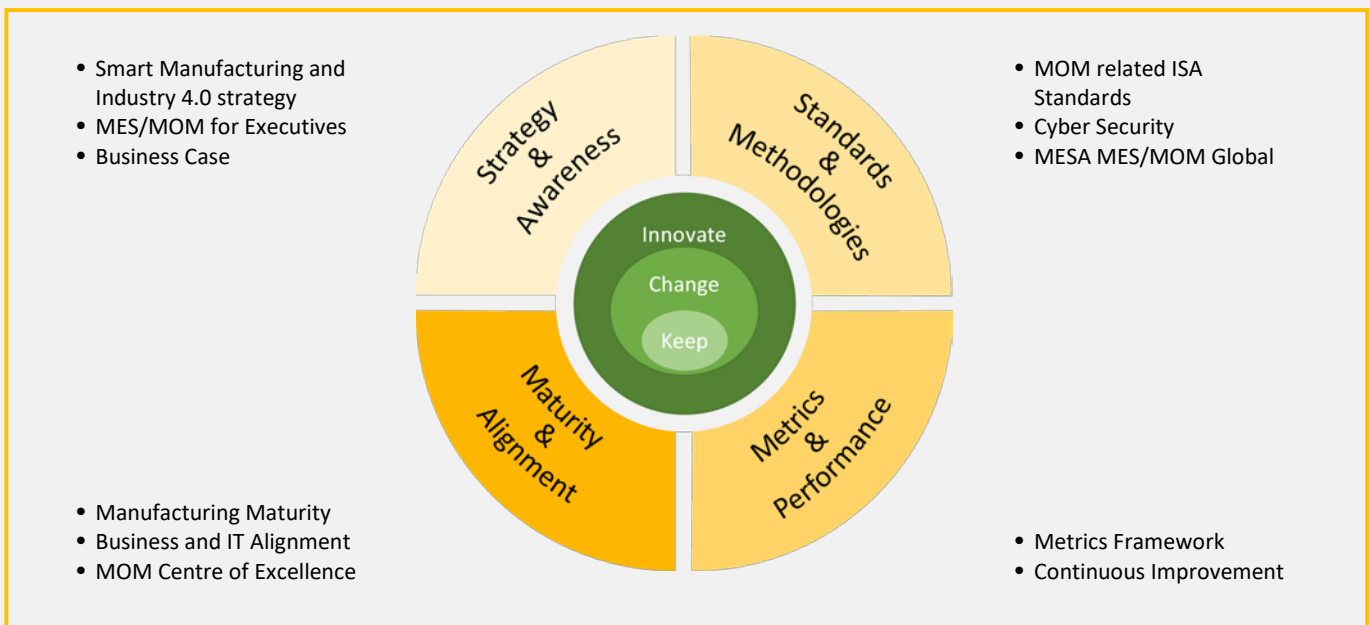 • Smart Manufacturing and
Industry 4.0 strategy
• MES/MOM for Executives
• Business Case
• MOM related ISA
Standards
• Cyber Security
• MESA MES/MOM Global
Strategy
&
Awareness
Standards
&
Methodologies
Innovate
Change
Keep
Maturity
&
Alignment
Metrics
&
Performance
• Manufacturing Maturity
• Business and IT Alignment
• MOM Centre of Excellence
• Metrics Framework
• Continuous Improvement